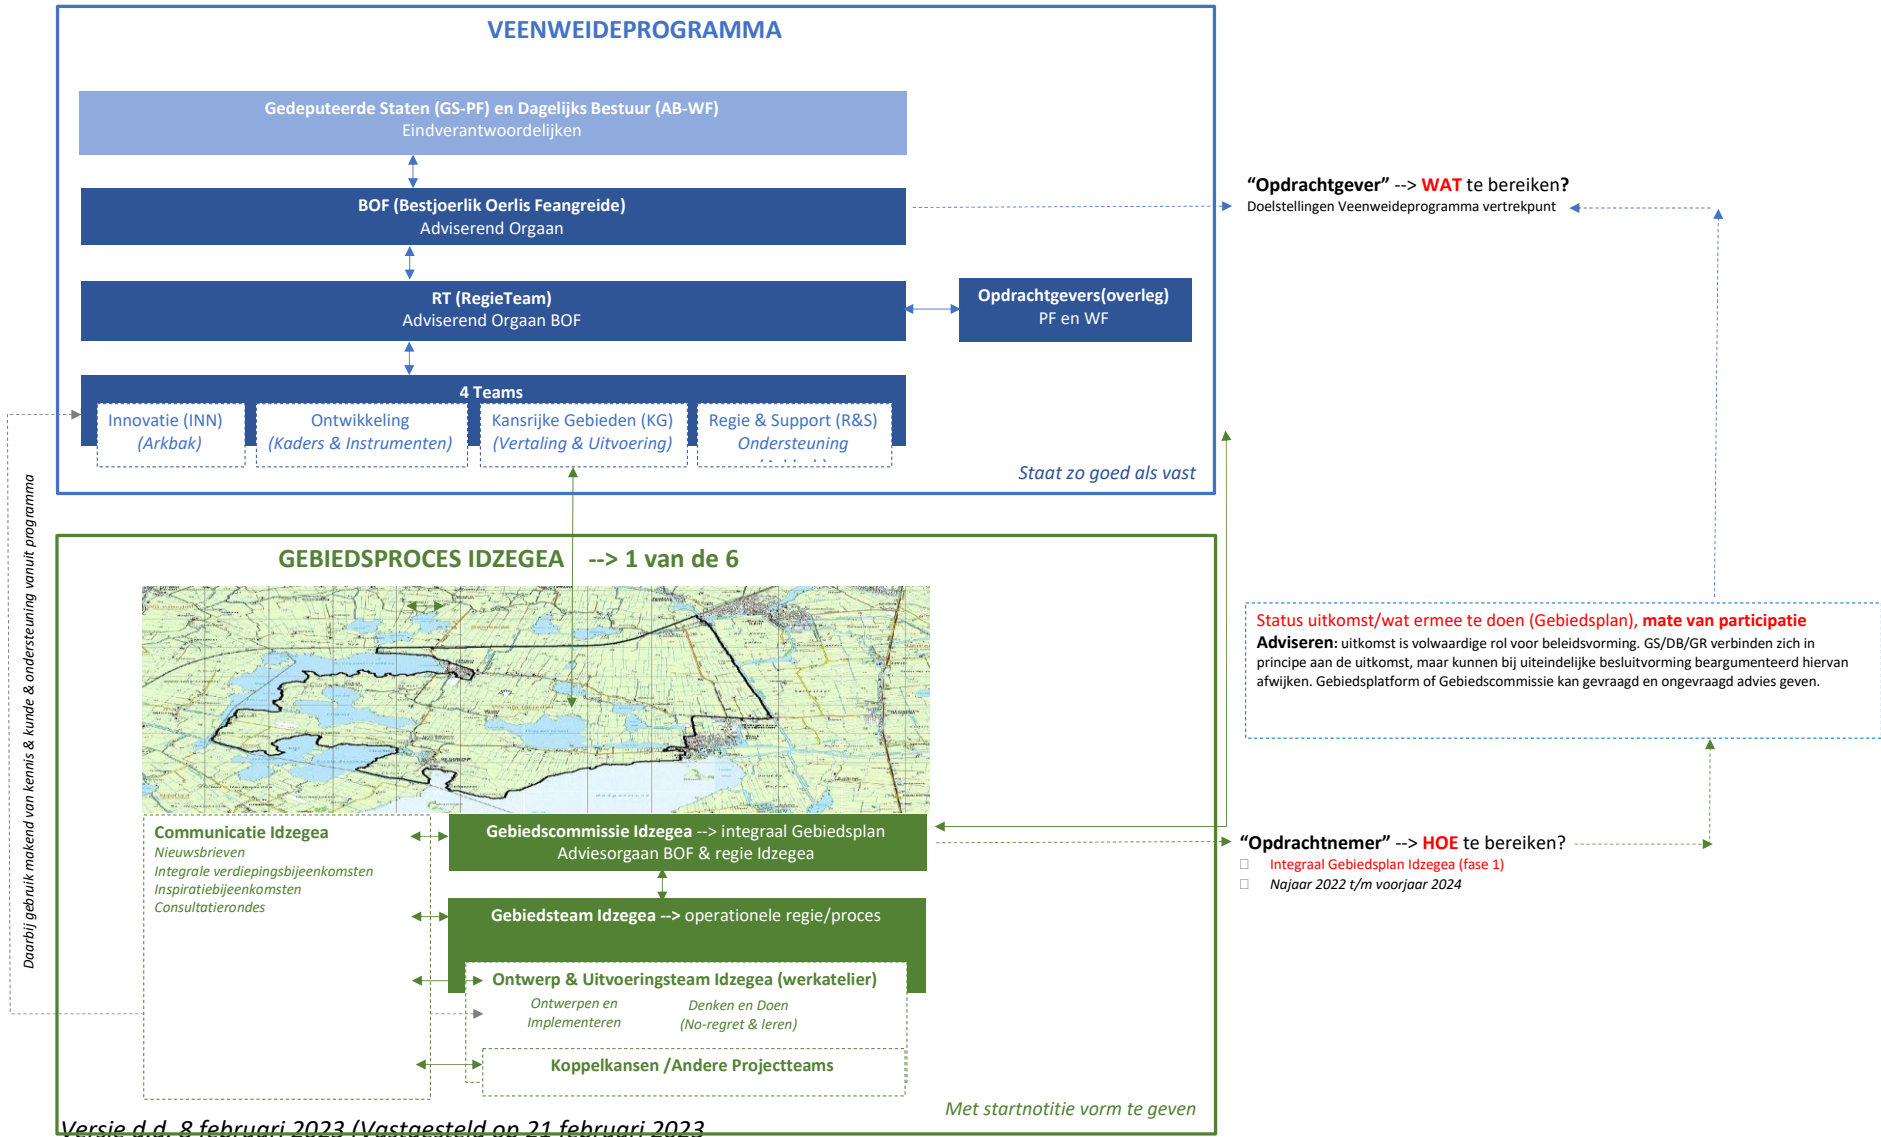 VEENWEIDEPROGRAMMA
Gedeputeerde Staten (GS-PF) en Dagelijks Bestuur (AB-WF)
Eindverantwoordelijken
BOF (Bestjoerlik Oerlis Feangreide)
Adviserend Orgaan
RT (RegieTeam)
Adviserend Orgaan BOF
Opdrachtgevers(overleg)
PF en WF
4 Teams
Innovatie (INN)
(Arkbak)
Ontwikkeling
(Kaders & Instrumenten)
Kansrijke Gebieden (KG)
(Vertaling & Uitvoering)
Regie & Support (R&S)
Ondersteuning
Staat zo goed als vast
“Opdrachtgever” --> WAT te bereiken?
Doelstellingen Veenweideprogramma vertrekpunt
Daarbij gebruik makend van kennis & kunde & ondersteuning vanuit programma
GEBIEDSPROCES IDZEGEA --> 1 van de 6
Status uitkomst/wat ermee te doen (Gebiedsplan), mate van participatie
Adviseren: uitkomst is volwaardige rol voor beleidsvorming. GS/DB/GR verbinden zich in
principe aan de uitkomst, maar kunnen bij uiteindelijke besluitvorming beargumenteerd hiervan
afwijken. Gebiedsplatform of Gebiedscommissie kan gevraagd en ongevraagd advies geven.
Communicatie Idzegea
Nieuwsbrieven
Integrale verdiepingsbijeenkomsten
Inspiratiebijeenkomsten
Consultatierondes
Gebiedscommissie Idzegea --> integraal Gebiedsplan
Adviesorgaan BOF & regie Idzegea
Gebiedsteam Idzegea --> operationele regie/proces
Ontwerp & Uitvoeringsteam Idzegea (werkatelier)
Ontwerpen en
Implementeren
Denken en Doen
(No-regret & leren)
Koppelkansen /Andere Projectteams
“Opdrachtnemer” --> HOE te bereiken?
Integraal Gebiedsplan Idzegea (fase 1)
Najaar 2022 t/m voorjaar 2024
Met startnotitie vorm te geven
Versie d.d. 8 februari 2023 (Vastgesteld op 21 februari 2023